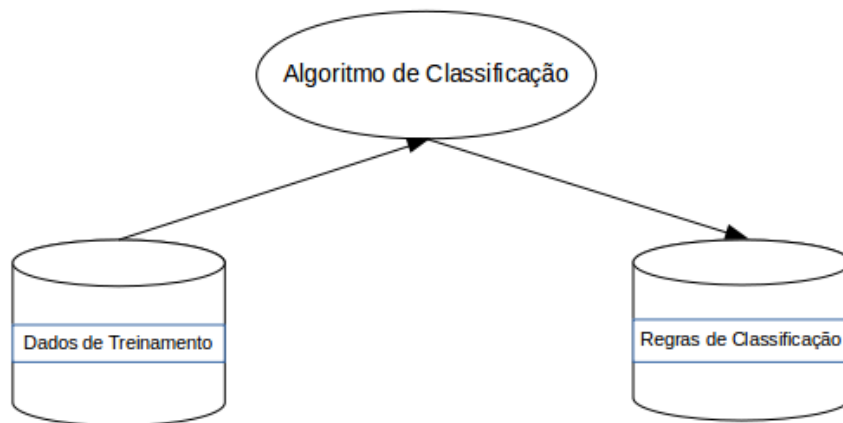 Algoritmo de Classificação
Dados de Treinamento
Regras de Classificação